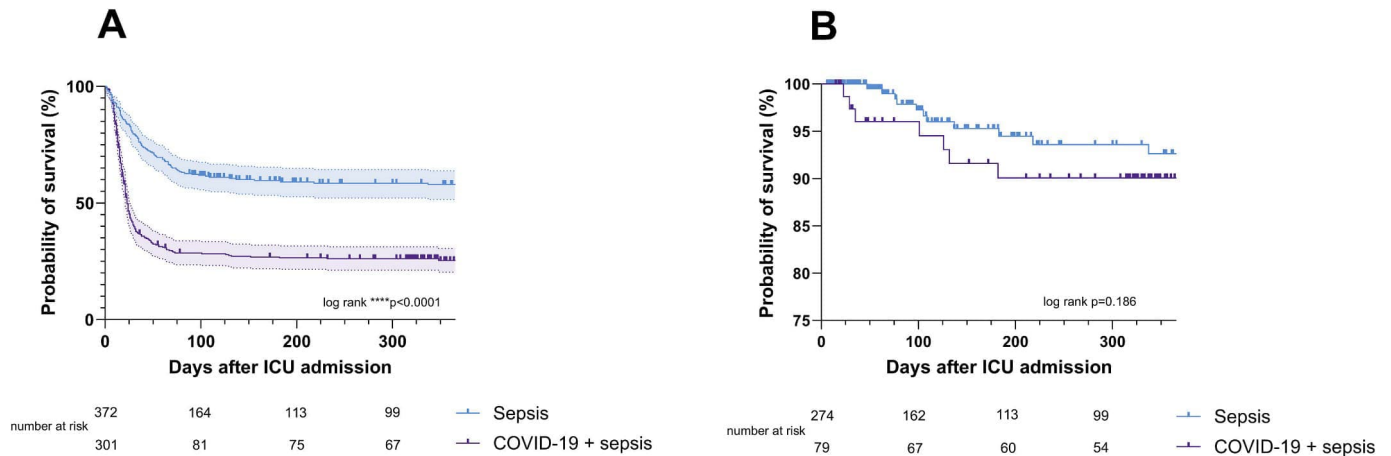 A
Probability of survival (%)
100
50
0
log rank ****p<0.0001
0 100 200 300
Days after ICU admission
number at risk
372 164 113 99
301 81 75 67
Sepsis
COVID-19 + sepsis
B
Probability of survival (%)
100
95
90
85
80
75
log rank p=0.186
0 100 200 300
Days after ICU admission
number at risk
274 162 113 99
79 67 60 54
Sepsis
COVID-19 + sepsis